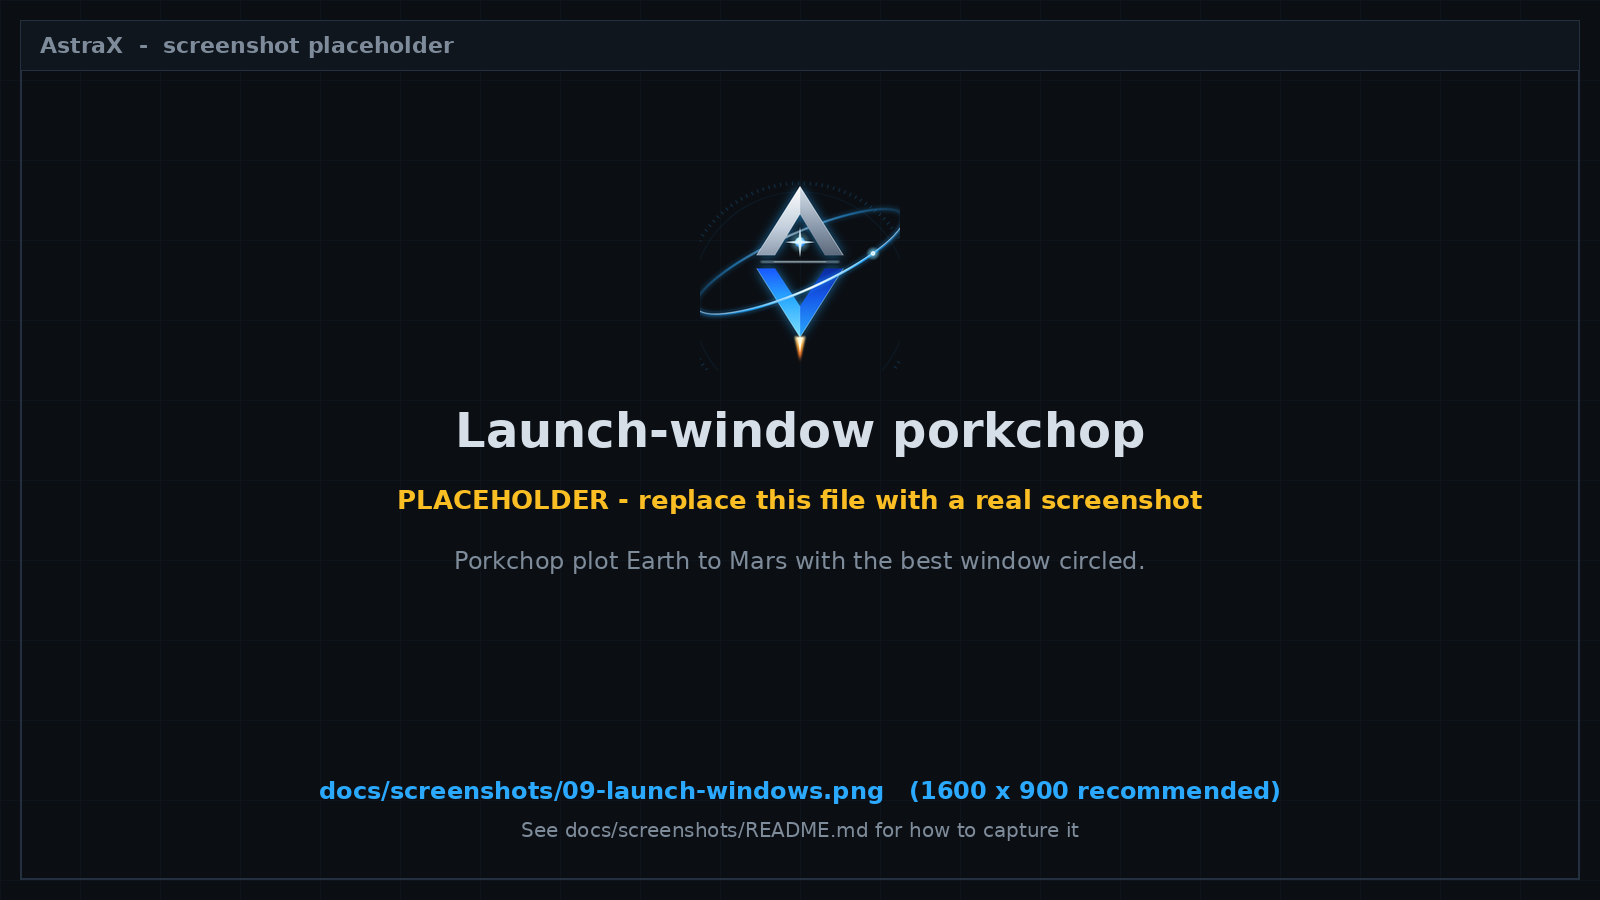 AstraX - screenshot placeholder
Launch-window porkchop
PLACEHOLDER - replace this file with a real screenshot
Porkchop plot Earth to Mars with the best window circled.
docs/screenshots/09-launch-windows.png (1600 x 900 recommended)
See docs/screenshots/README.md for how to capture it